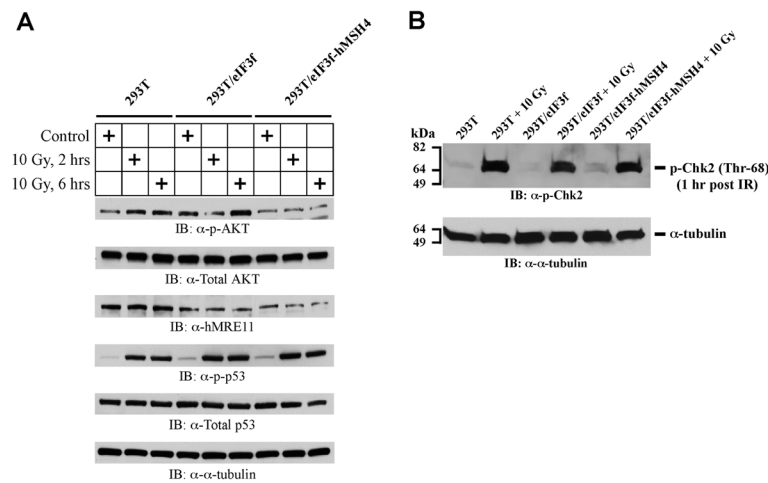 A
293T
293T/eIF3f
293T/eIF3f-hMSH4
Control + + +
10 Gy, 2 hrs + + +
10 Gy, 6 hrs + + +
IB: α-p-AKT
IB: α-Total AKT
IB: α-hMRE11
IB: α-p-p53
IB: α-Total p53
IB: α-α-tubulin
B
293T
293T + 10 Gy
293T/eIF3f
293T/eIF3f + 10 Gy
293T/eIF3f-hMSH4
293T/eIF3f-hMSH4 + 10 Gy
kDa
82
64
49
p-Chk2 (Thr-68)
(1 hr post IR)
IB: α-p-Chk2
64
49
α-tubulin
IB: α-α-tubulin